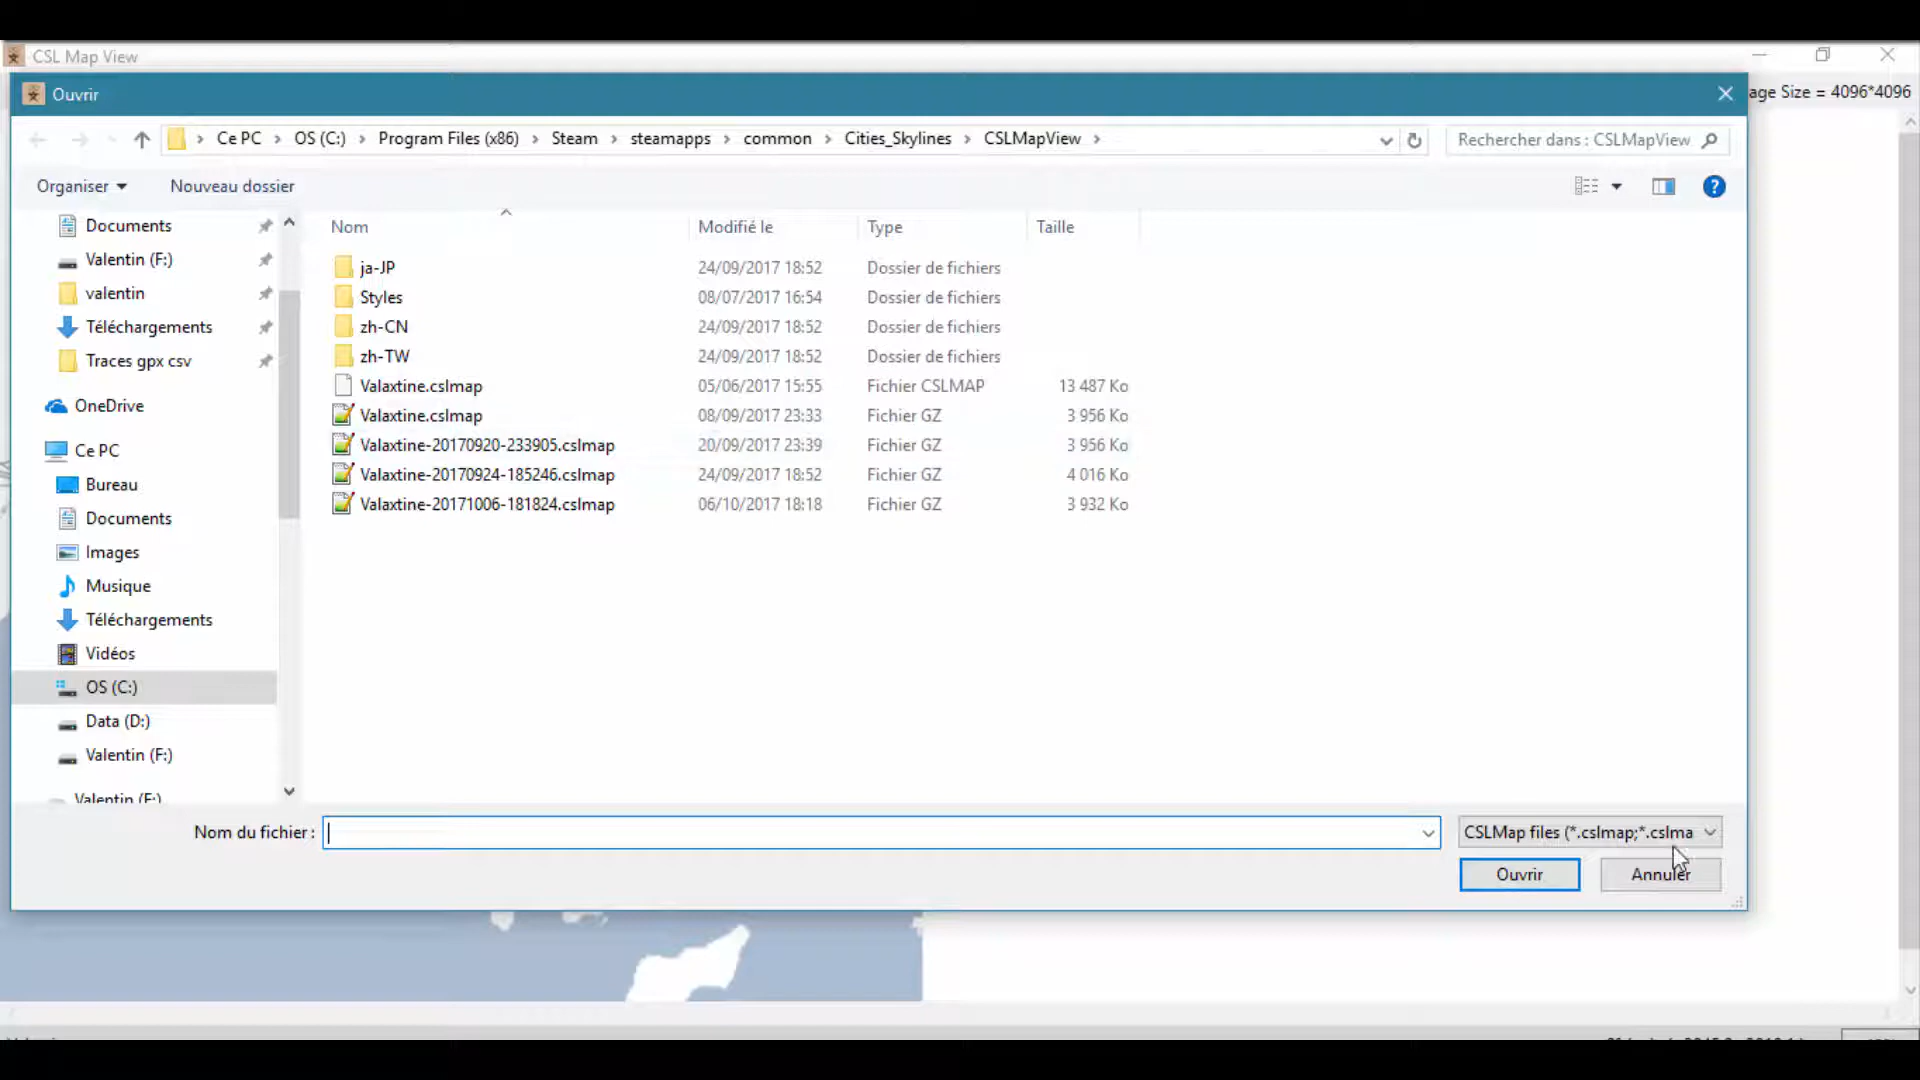 CSL Map View
Ouvrir
age Size = 4096*4096
Ce PC > OS (C:) > Program Files (x86) > Steam > steamapps > common > Cities_Skylines > CSLMapView >
Rechercher dans : CSLMapView
Organiser
Nouveau dossier
Documents
Valentin (F:)
valentin
Téléchargements
Traces gpx csv
OneDrive
Ce PC
Bureau
Documents
Images
Musique
Téléchargements
Vidéos
OS (C:)
Data (D:)
Valentin (F:)
Valentin (F:)
Nom Modifié le Type Taille
ja-JP 24/09/2017 18:52 Dossier de fichiers
Styles 08/07/2017 16:54 Dossier de fichiers
zh-CN 24/09/2017 18:52 Dossier de fichiers
zh-TW 24/09/2017 18:52 Dossier de fichiers
Valaxtine.cslmap 05/06/2017 15:55 Fichier CSLMAP 13 487 Ko
Valaxtine.cslmap 08/09/2017 23:33 Fichier GZ 3 956 Ko
Valaxtine-20170920-233905.cslmap 20/09/2017 23:39 Fichier GZ 3 956 Ko
Valaxtine-20170924-185246.cslmap 24/09/2017 18:52 Fichier GZ 4 016 Ko
Valaxtine-20171006-181824.cslmap 06/10/2017 18:18 Fichier GZ 3 932 Ko
Nom du fichier :
CSLMap files (*.cslmap;*.cslma
Ouvrir
Annuler